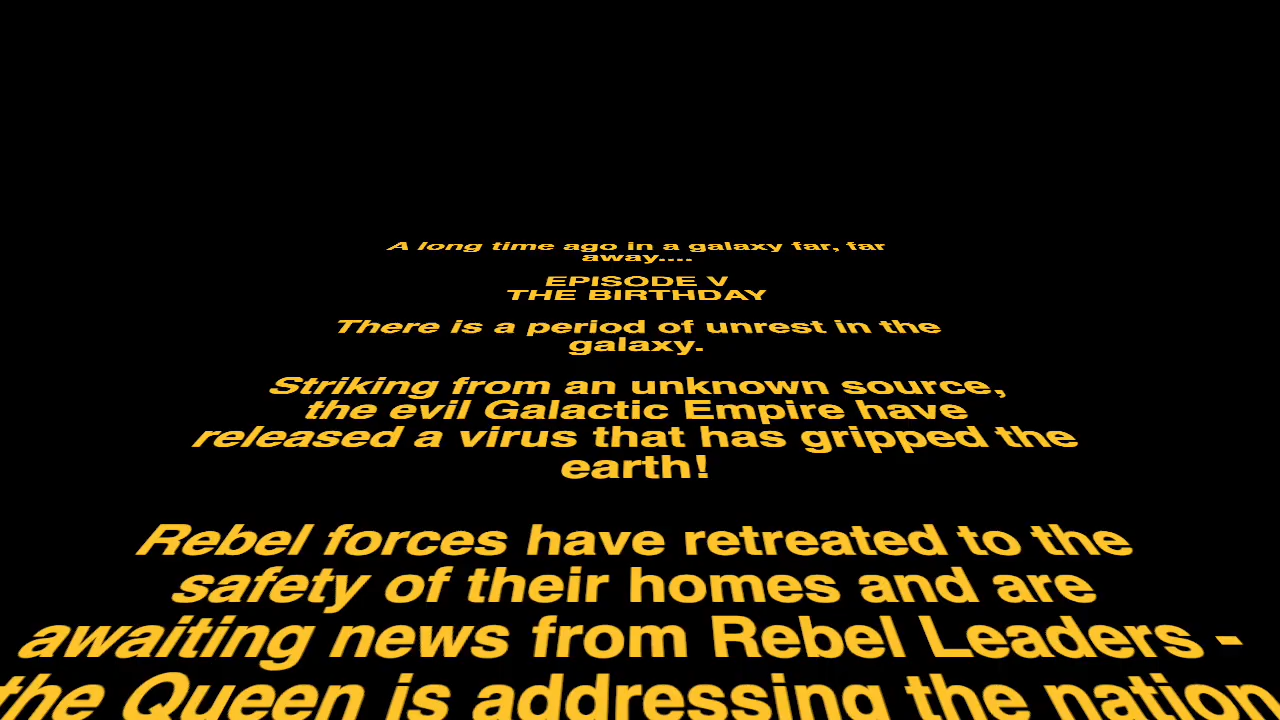 A long time ago in a galaxy far, far
away....
EPISODE V
THE BIRTHDAY
There is a period of unrest in the
galaxy.
Striking from an unknown source,
the evil Galactic Empire have
released a virus that has gripped the
earth!
Rebel forces have retreated to the
safety of their homes and are
awaiting news from Rebel Leaders -
the Queen is addressing the nation